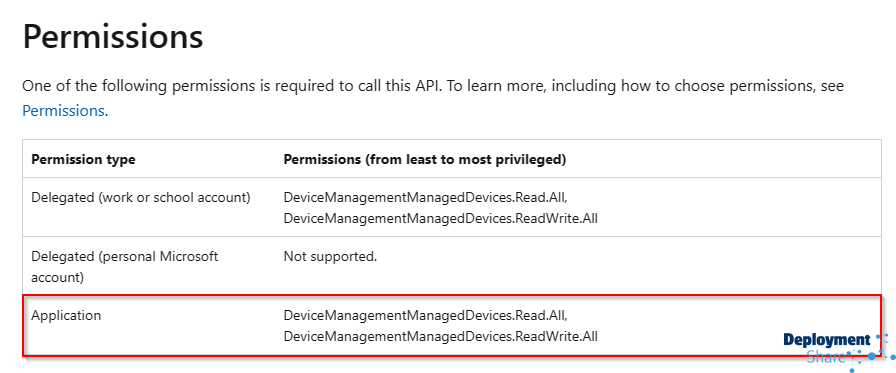 Permissions
One of the following permissions is required to call this API. To learn more, including how to choose permissions, see
Permissions.
Permission type Permissions (from least to most privileged)
Delegated (work or school account) DeviceManagementManagedDevices.Read.All,
DeviceManagementManagedDevices.ReadWrite.All
Delegated (personal Microsoft Not supported.
account)
Application DeviceManagementManagedDevices.Read.All,
DeviceManagementManagedDevices.ReadWrite.All
Deployment
Share